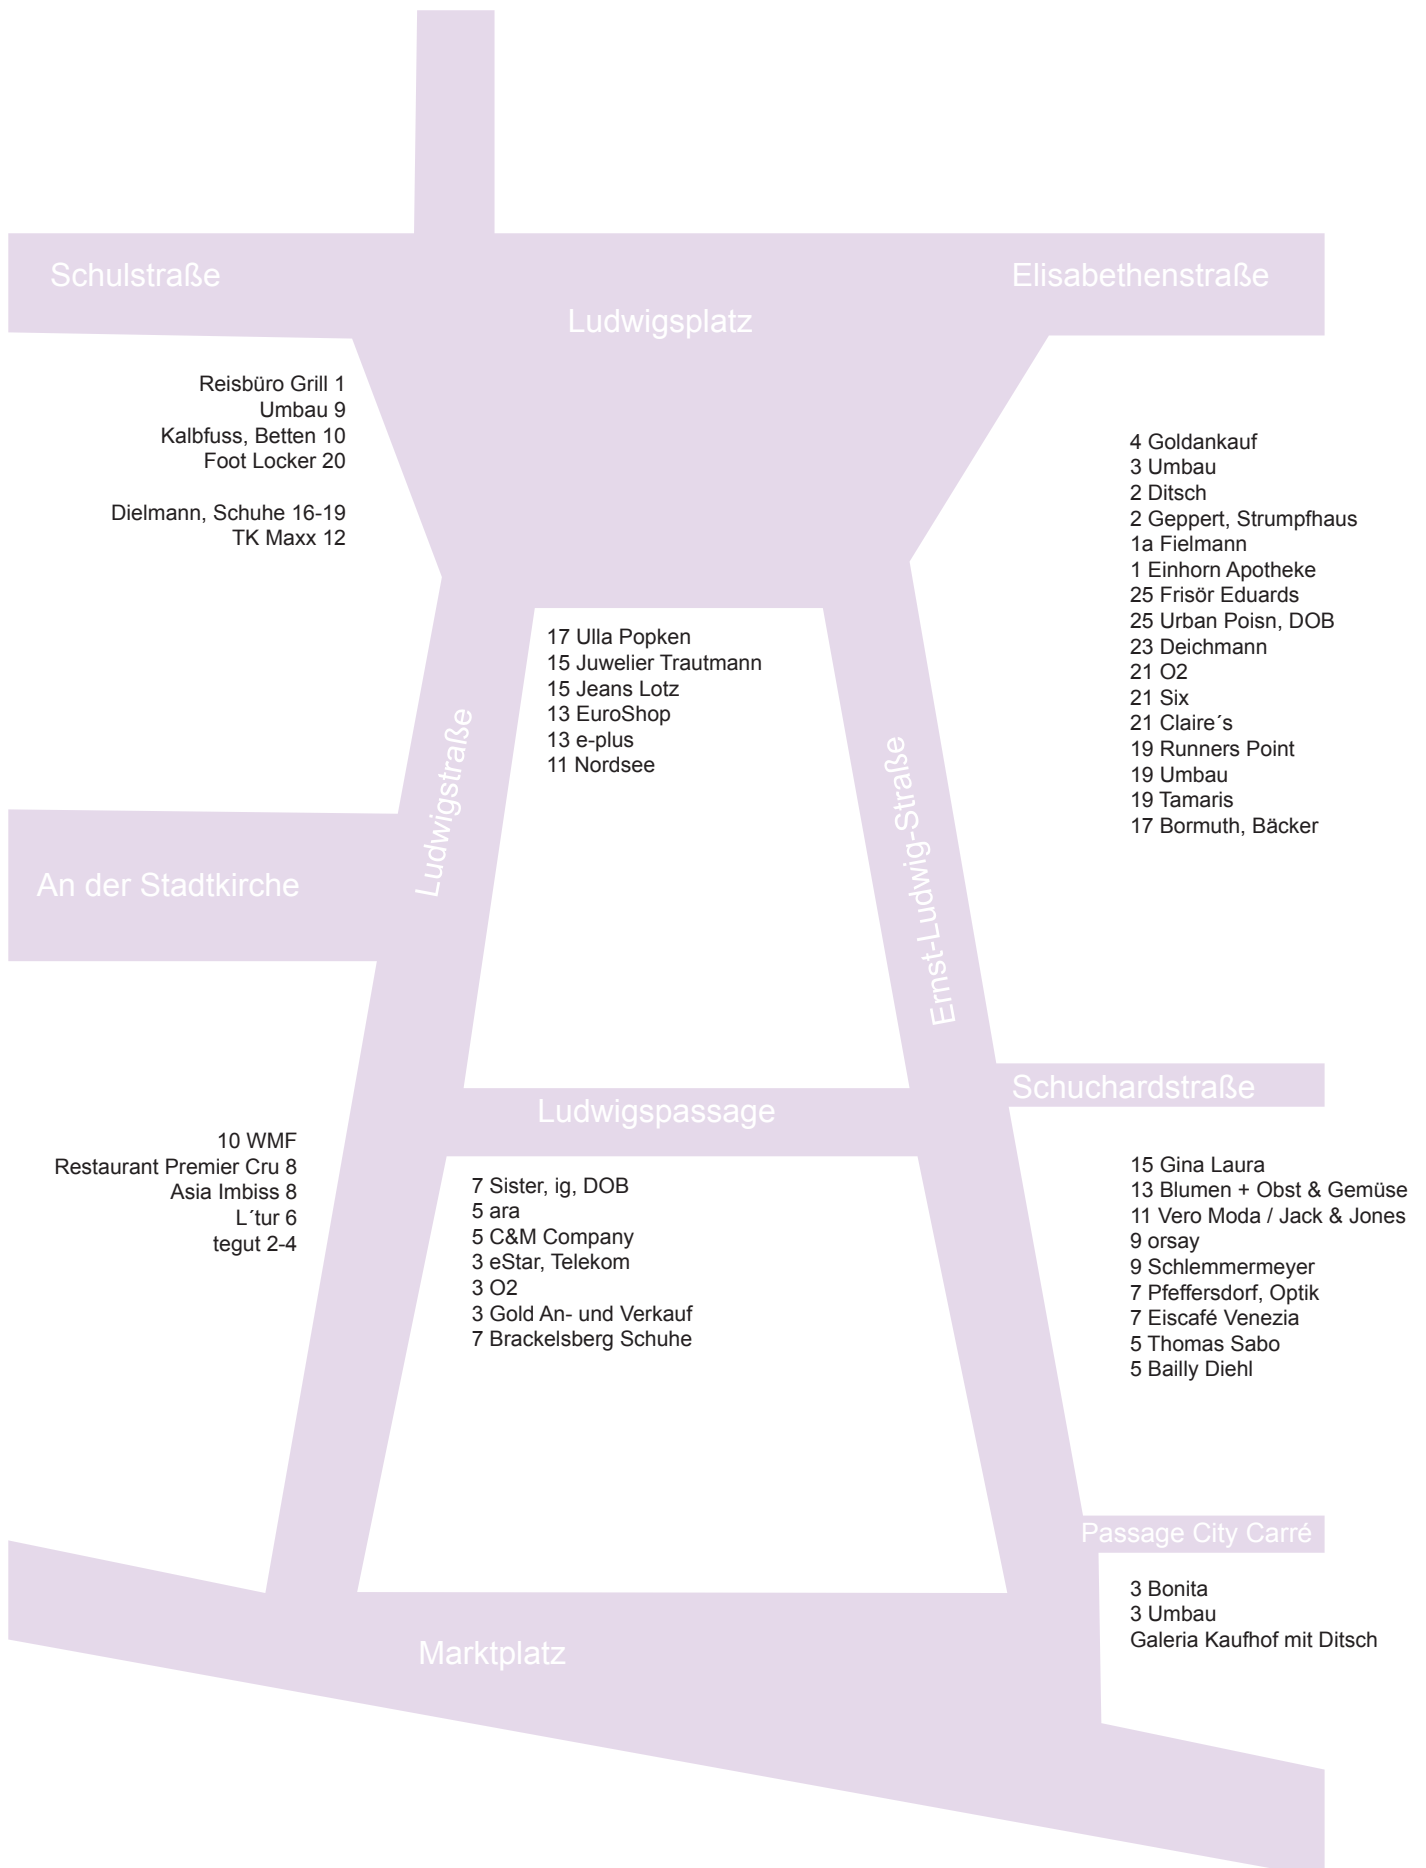 Schulstraße
Elisabethenstraße
Ludwigsplatz
Reisbüro Grill 1
Umbau 9
Kalbfuss, Betten 10
Foot Locker 20
Dielmann, Schuhe 16-19
TK Maxx 12
4 Goldankauf
3 Umbau
2 Ditsch
2 Geppert, Strumpfhaus
1a Fielmann
1 Einhorn Apotheke
25 Frisör Eduards
25 Urban Poisn, DOB
23 Deichmann
21 O2
21 Six
21 Claire´s
19 Runners Point
19 Umbau
19 Tamaris
17 Bormuth, Bäcker
17 Ulla Popken
15 Juwelier Trautmann
15 Jeans Lotz
13 EuroShop
13 e-plus
11 Nordsee
Ludwigstraße
Ernst-Ludwig-Straße
An der Stadtkirche
Schuchardstraße
Ludwigspassage
10 WMF
Restaurant Premier Cru 8
Asia Imbiss 8
L´tur 6
tegut 2-4
7 Sister, ig, DOB
5 ara
5 C&M Company
3 eStar, Telekom
3 O2
3 Gold An- und Verkauf
7 Brackelsberg Schuhe
15 Gina Laura
13 Blumen + Obst & Gemüse
11 Vero Moda / Jack & Jones
9 orsay
9 Schlemmermeyer
7 Pfeffersdorf, Optik
7 Eiscafé Venezia
5 Thomas Sabo
5 Bailly Diehl
Passage City Carré
3 Bonita
3 Umbau
Galeria Kaufhof mit Ditsch
Marktplatz